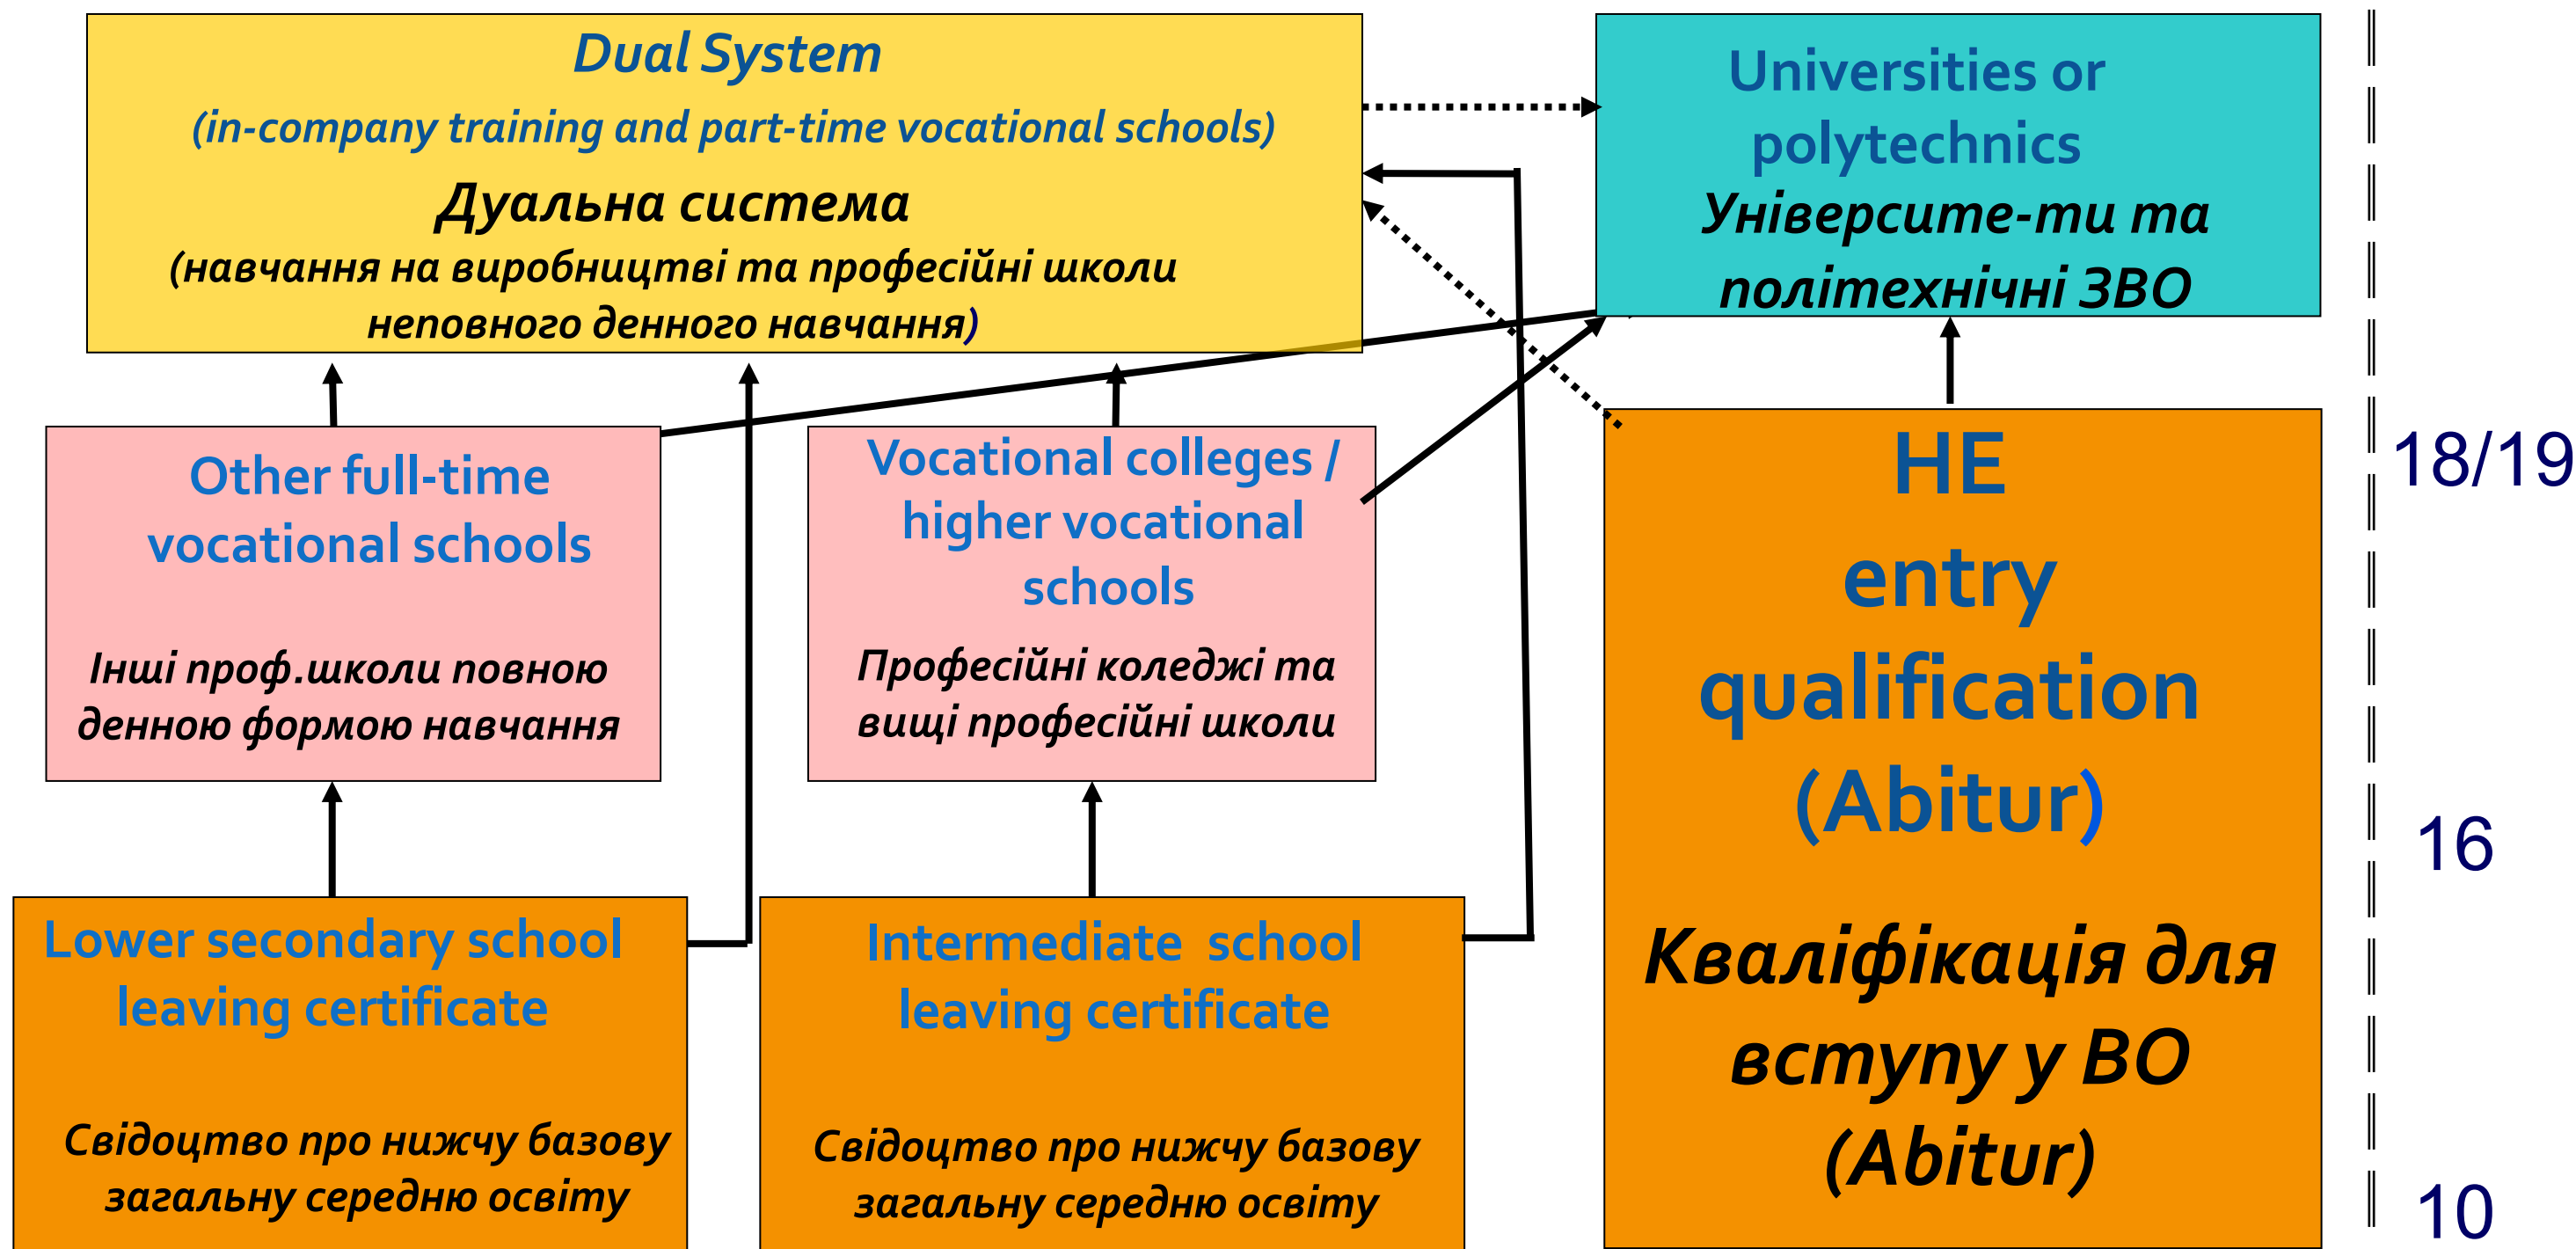 Dual System
(in-company training and part-time vocational schools)
Дуальна система
(навчання на виробництві та професійні школи
неповного денного навчання)
Universities or
polytechnics
Університе-ти та
політехнічні ЗВО
Other full-time
vocational schools
Інші проф.школи повною
денною формою навчання
Vocational colleges /
higher vocational
schools
Професійні коледжі та
вищі професійні школи
HE
entry
qualification
(Abitur)
Кваліфікація для
вступу у ВО
(Abitur)
18/19
16
10
Lower secondary school
leaving certificate
Свідоцтво про нижчу базову
загальну середню освіту
Intermediate school
leaving certificate
Свідоцтво про нижчу базову
загальну середню освіту